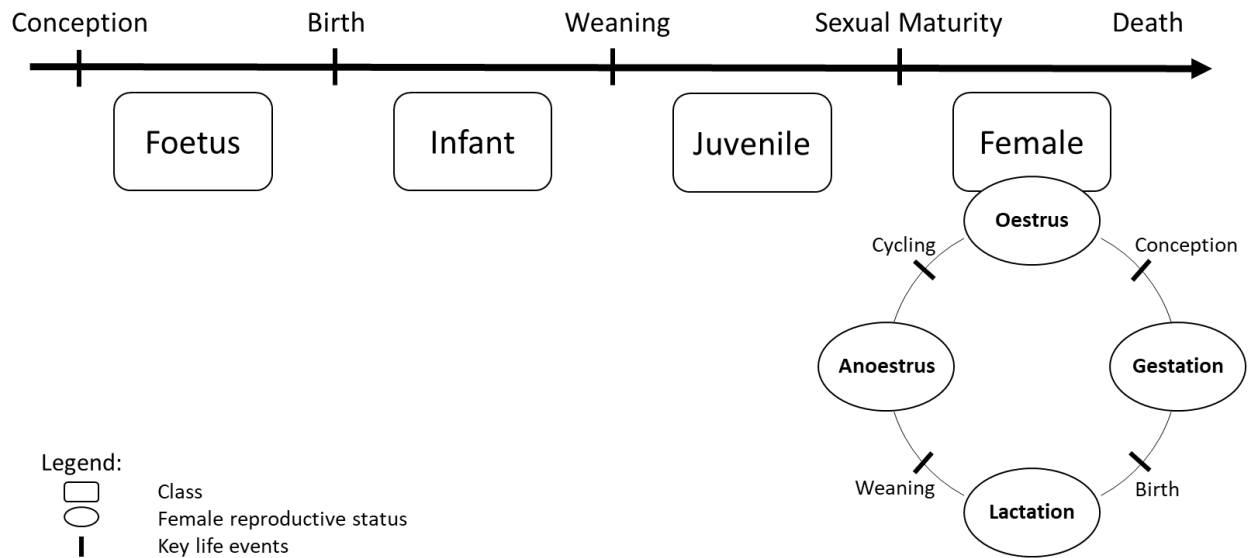 Conception Birth Weaning Sexual Maturity Death
Foetus Infant Juvenile Female
Oestrus
Cycling Conception
Anoestrus Gestation
Weaning Birth
Lactation
Legend:
Class
Female reproductive status
Key life events